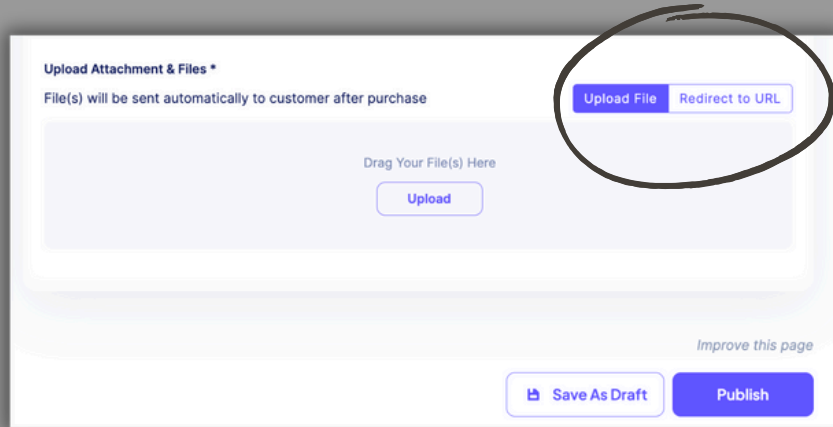 Upload Attachment & Files *
File(s) will be sent automatically to customer after purchase
Upload File
Redirect to URL
Drag Your File(s) Here
Upload
Improve this page
Save As Draft
Publish